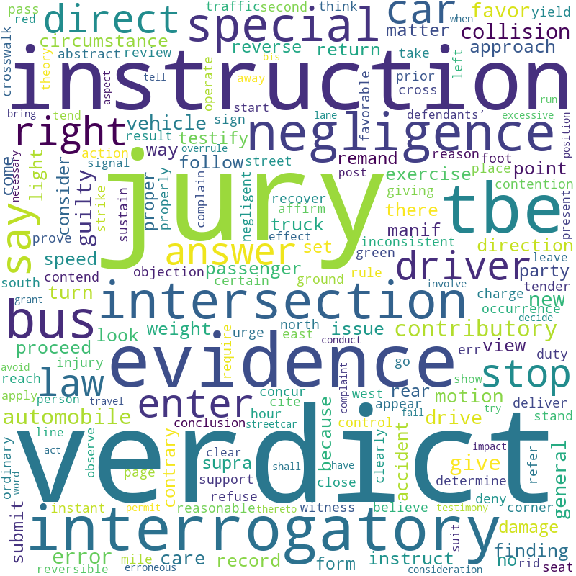 crosswalk pass red abstract review traffic second think when yield
direct circumstance special car favor collision
matter reverse return take approach
instruction
theory tell aspect operate away but prior cross favorable left run excessive position
bring necessary start lane defendants'
right vehicle testify negligence
result sign overrule street
come light consider guilty action signal strike tend follow way remand reason foot
say proper properly sustain complain jury post exercise place point contention present
negligent recover affirm effect giving there tbe
prove speed contend truck inconsistent direction
answer set manif driver leave
south objection passenger certain ground green rule party tender
grant turn intersection charge occurrence new
bus look weight urge north east issue involve decide
proceed contributory
avoid reach injury require concur cite conduct err view duty
apply person travel law evidence go rear show deliver
automobile enter hour west appear motion try stand
line act ordinary observe conclusion streetcar because complaint control fail drive impact refer general
contrary clear shall have clearly accident give corner
word page supra close believe determine deny
submit instant permit support refuse verdict stop
reasonable thereto witness testimony suit damage
interrogatory
error care record form instruct no finding
reversible mile erroneous consideration rid seat